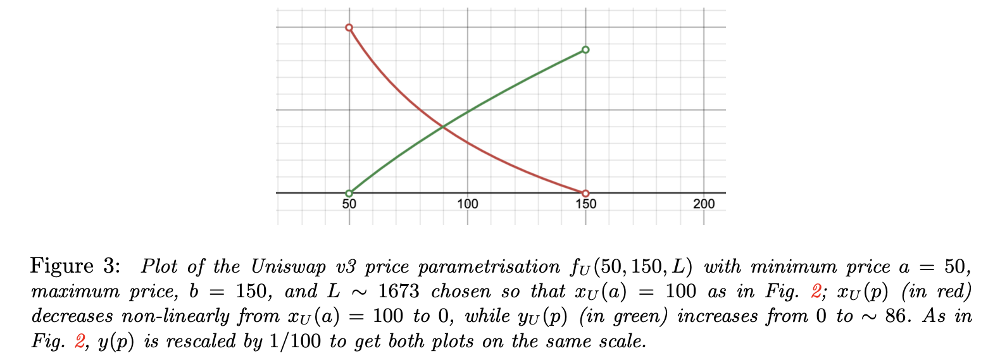 50 100 150 200
Figure 3: Plot of the Uniswap v3 price parametrisation f_U(50, 150, L) with minimum price a = 50,
maximum price, b = 150, and L ∼ 1673 chosen so that x_U(a) = 100 as in Fig. 2; x_U(p) (in red)
decreases non-linearly from x_U(a) = 100 to 0, while y_U(p) (in green) increases from 0 to ∼ 86. As in
Fig. 2, y(p) is rescaled by 1/100 to get both plots on the same scale.